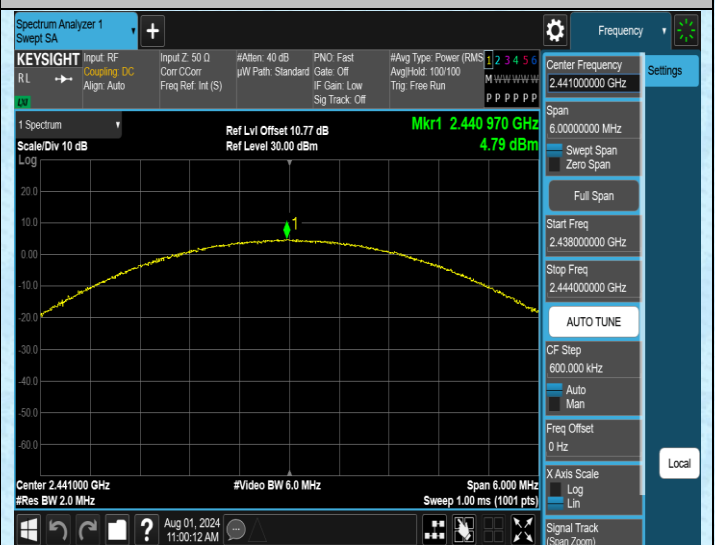 Spectrum Analyzer 1
Swept SA
Frequency
KEYSIGHT
RL
Input: RF
Coupling: DC
Align: Auto
Input Z: 50 Ω
Corr CCorr
Freq Ref: Int (S)
#Atten: 40 dB
µW Path: Standard
PNO: Fast
Gate: Off
IF Gain: Low
Sig Track: Off
#Avg Type: Power (RMS
Avg|Hold: 100/100
Trig: Free Run
1 2 3 4 5 6
M W W W W W
P P P P P P
LXI
1 Spectrum
Scale/Div 10 dB
Log
Ref Lvl Offset 10.77 dB
Ref Level 30.00 dBm
Mkr1 2.440 970 GHz
4.79 dBm
20.0
10.0
0.00
-10.0
-20.0
-30.0
-40.0
-50.0
-60.0
1
Center 2.441000 GHz
#Res BW 2.0 MHz
#Video BW 6.0 MHz
Span 6.000 MHz
Sweep 1.00 ms (1001 pts)
Aug 01, 2024
11:00:12 AM
?
Center Frequency
2.441000000 GHz
Settings
Span
6.00000000 MHz
Swept Span
Zero Span
Full Span
Start Freq
2.438000000 GHz
Stop Freq
2.444000000 GHz
AUTO TUNE
CF Step
600.000 kHz
Auto
Man
Freq Offset
0 Hz
X Axis Scale
Log
Lin
Local
Signal Track
(Span Zoom)